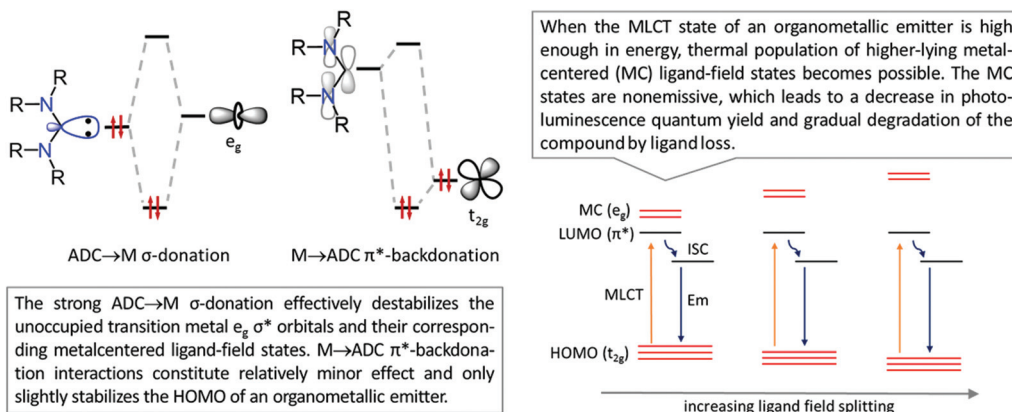 R
R
N
N
R
R
e_g
ADC→M σ-donation
R
R
N
N
R
R
t_2g
M→ADC π*-backdonation
The strong ADC→M σ-donation effectively destabilizes the
unoccupied transition metal e_g σ* orbitals and their correspon-
ding metalcentered ligand-field states. M→ADC π*-backdona-
tion interactions constitute relatively minor effect and only
slightly stabilizes the HOMO of an organometallic emitter.
When the MLCT state of an organometallic emitter is high
enough in energy, thermal population of higher-lying metal-
centered (MC) ligand-field states becomes possible. The MC
states are nonemissive, which leads to a decrease in photo-
luminescence quantum yield and gradual degradation of the
compound by ligand loss.
MC (e_g)
LUMO (π*)
ISC
MLCT
Em
HOMO (t_2g)
increasing ligand field splitting